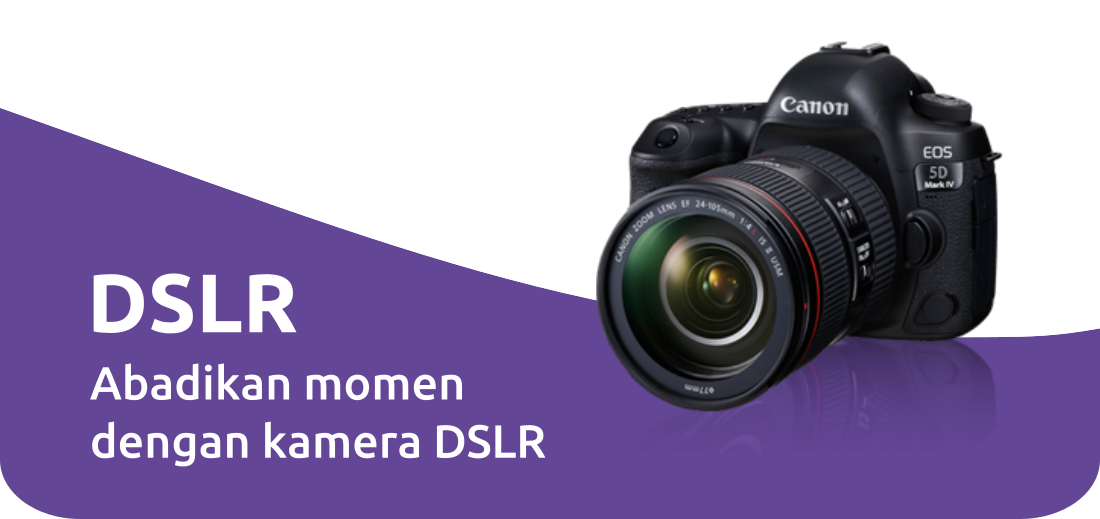 Canon
EOS
5D
Mark IV
CANON ZOOM LENS EF 24-105mm 1:4 L IS II USM
ø77mm
DSLR
Abadikan momen
dengan kamera DSLR